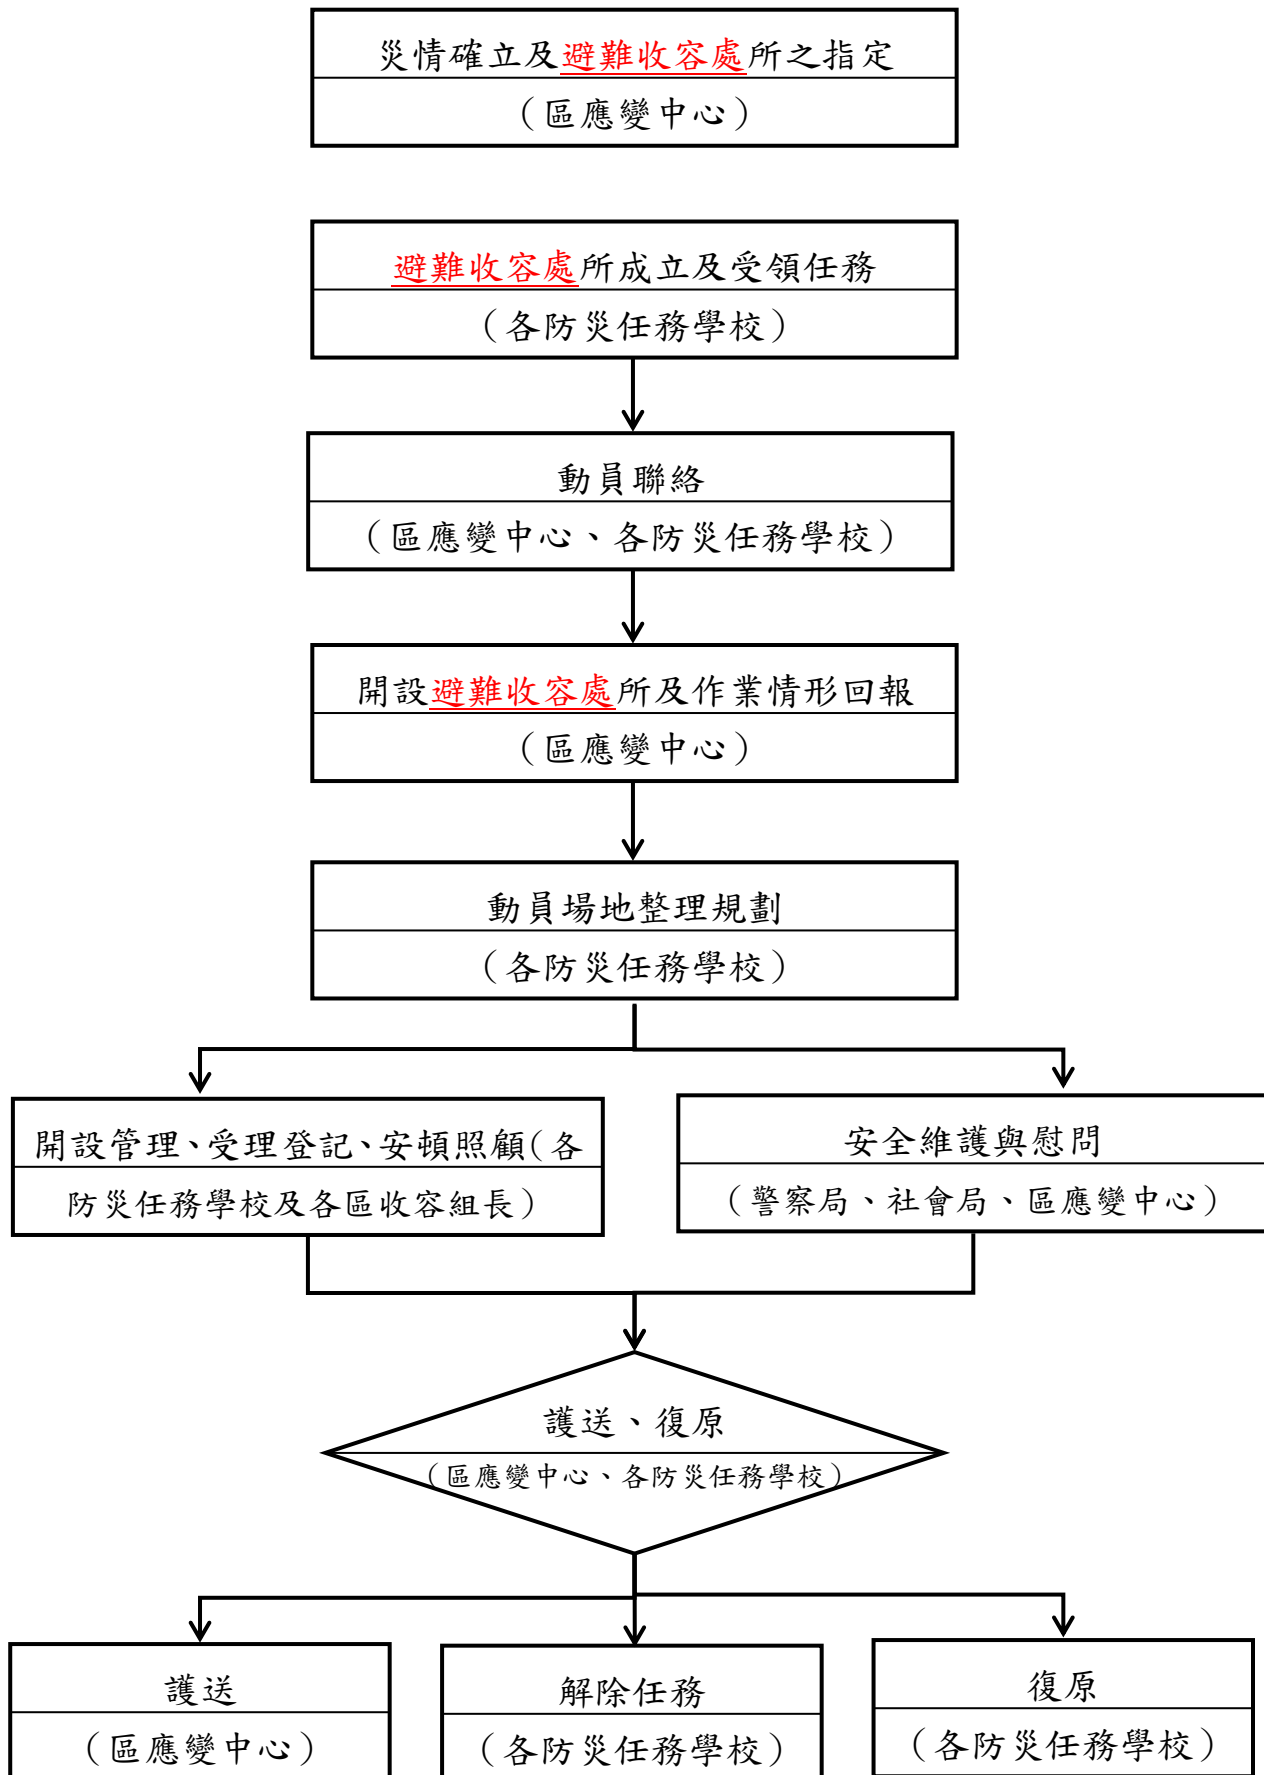 災情確立及避難收容處所之指定
（區應變中心）
避難收容處所成立及受領任務
（各防災任務學校）
動員聯絡
（區應變中心、各防災任務學校）
開設避難收容處所及作業情形回報
（區應變中心）
動員場地整理規劃
（各防災任務學校）
開設管理、受理登記、安頓照顧（各
防災任務學校及各區收容組長）
安全維護與慰問
（警察局、社會局、區應變中心）
護送、復原
（區應變中心、各防災任務學校）
護送
（區應變中心）
解除任務
（各防災任務學校）
復原
（各防災任務學校）